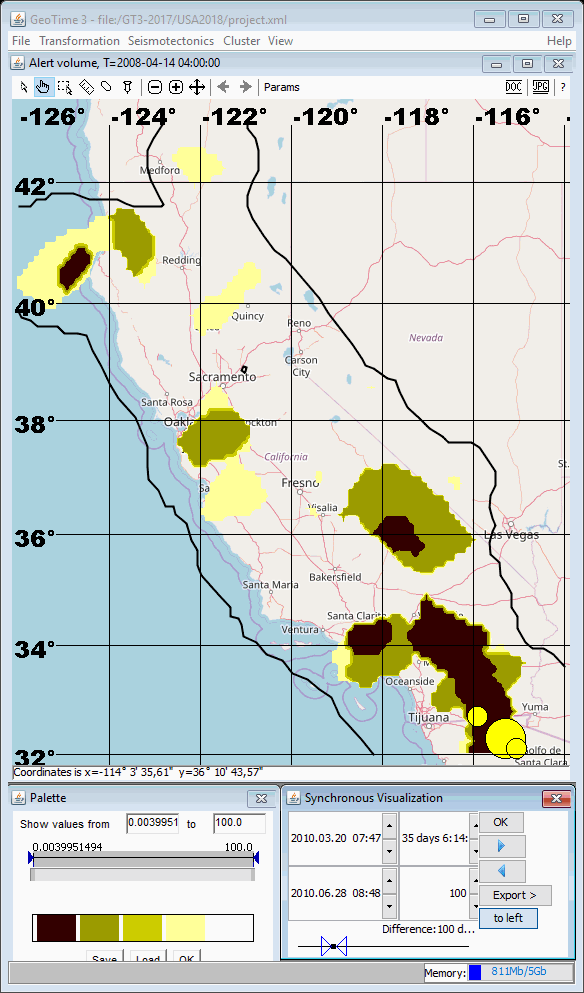 GeoTime 3 - file:/GT3-2017/USA2018/project.xml
File Transformation Seismotectonics Cluster View Help
Alert volume, T=2008-04-14 04:00:00
Params DOC JPG ?
-126° -124° -122° -120° -118° -116°
Medford
42°
Redding
40°
Quincy
Reno
Nevada
Carson
City
Sacramento
Santa Rosa
St.
38°
Oakl ockton
California
Fresno
Sa
Visalia
Las Vegas
36°
Bakersfield
Santa Maria
Santa Clarita
Ventura
34°
Oceanside
Yuma
Tijuana
Golfo de
Santa Clara
32°
Coordinates is x=-114° 3' 35,61" y=36° 10' 43,57"
Palette
Show values from 0.0039951 to 100.0
0.0039951494 100.0
Save Load OK
Synchronous Visualization
2010.03.20 07:47 35 days 6:14: OK
2010.06.28 08:48 100 Export >
Difference:100 d... to left
Memory: 811Mb/5Gb